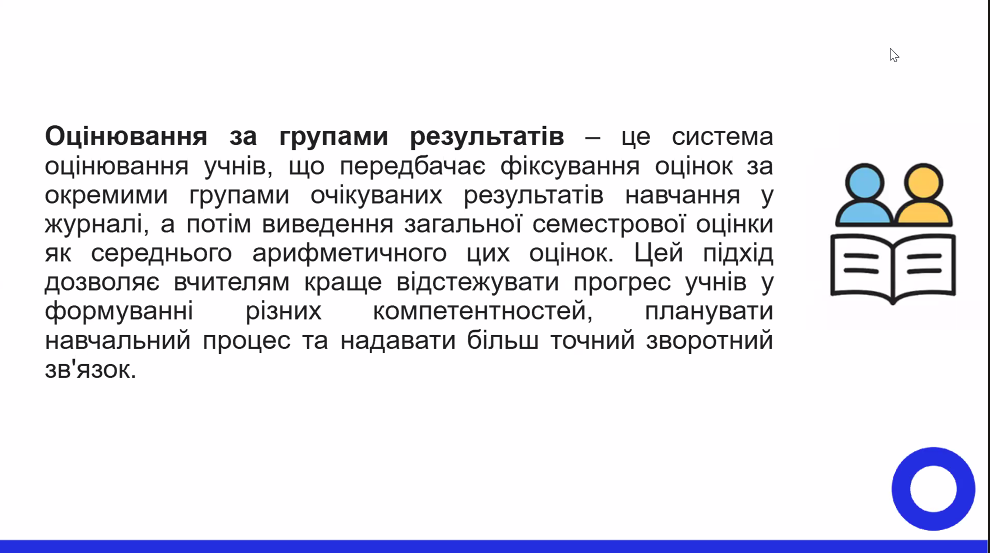 Оцінювання за групами результатів – це система
оцінювання учнів, що передбачає фіксування оцінок за
окремими групами очікуваних результатів навчання у
журналі, а потім виведення загальної семестрової оцінки
як середнього арифметичного цих оцінок. Цей підхід
дозволяє вчителям краще відстежувати прогрес учнів у
формуванні різних компетентностей, планувати
навчальний процес та надавати більш точний зворотний
зв'язок.